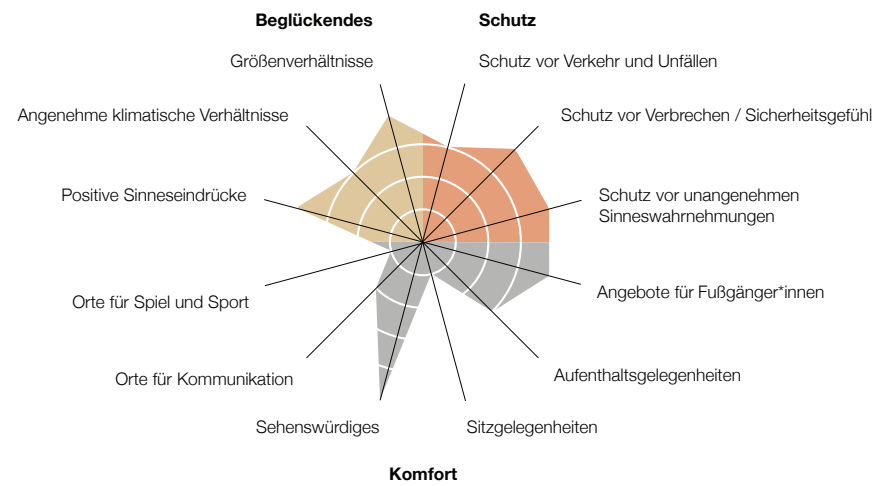 Beglückendes
Schutz
Größenverhältnisse
Schutz vor Verkehr und Unfällen
Angenehme klimatische Verhältnisse
Schutz vor Verbrechen / Sicherheitsgefühl
Positive Sinneseindrücke
Schutz vor unangenehmen
Sinneswahrnehmungen
Orte für Spiel und Sport
Angebote für Fußgänger*innen
Orte für Kommunikation
Aufenthaltsgelegenheiten
Sehenswürdiges
Sitzgelegenheiten
Komfort